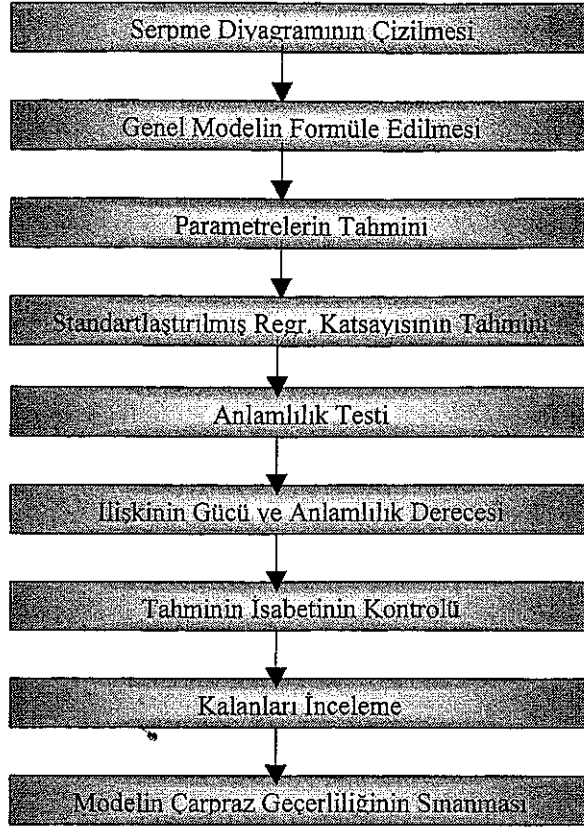 Serpme Diyagramının Çizilmesi
Genel Modelin Formüle Edilmesi
Parametrelerin Tahmini
Standartlaştırılmış Regr. Katsayısının Tahmini
Anlamlılık Testi
İlişkinin Gücü ve Anlamlılık Derecesi
Tahminin İsabetinin Kontrolü
Kalanları İnceleme
Modelin Çarpraz Geçerliliğinin Sınanması